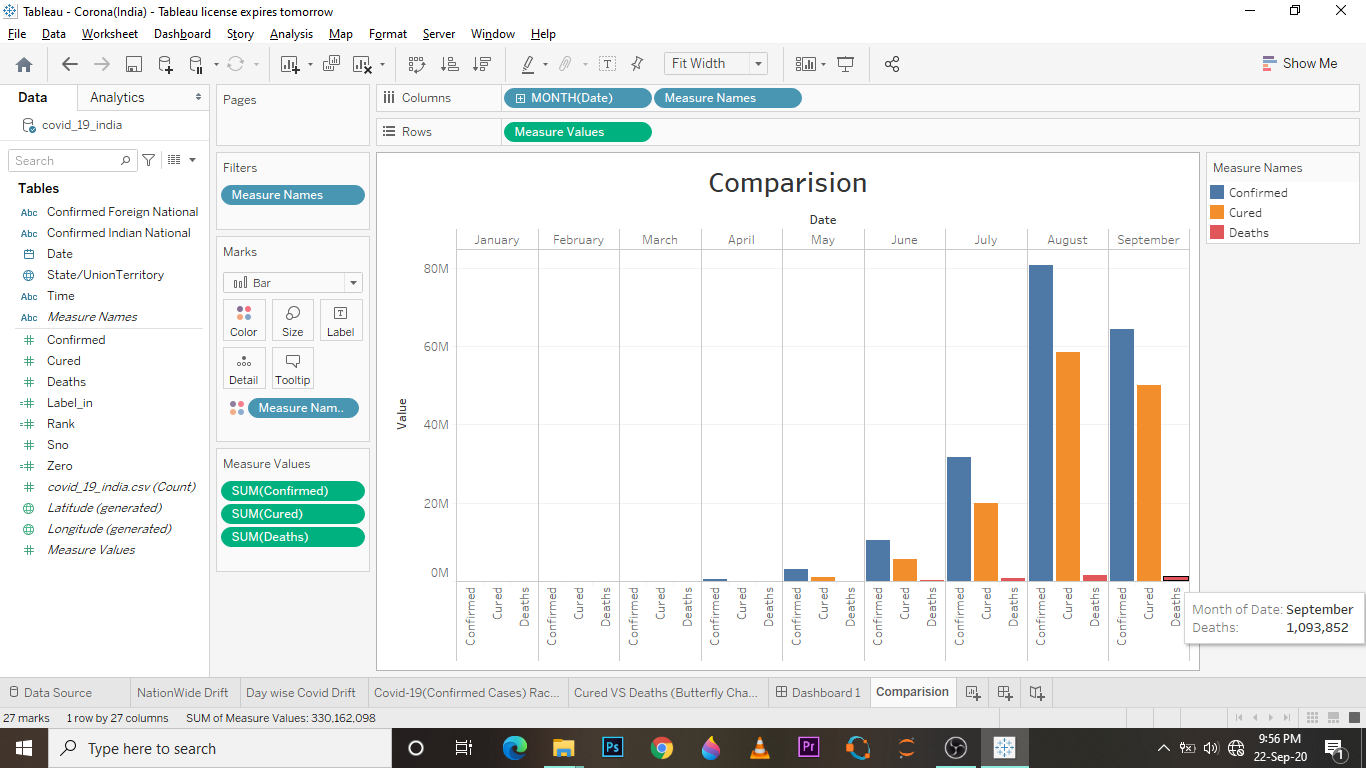 Tableau - Corona(India) - Tableau license expires tomorrow
File Data Worksheet Dashboard Story Analysis Map Format Server Window Help
Fit Width
Show Me
Data Analytics
covid_19_india
Search
Tables
Abc Confirmed Foreign National
Abc Confirmed Indian National
Date
State/UnionTerritory
Abc Time
Abc Measure Names
Confirmed
Cured
Deaths
Label_in
Rank
Sno
Zero
covid_19_india.csv (Count)
Latitude (generated)
Longitude (generated)
Measure Values
Pages
Filters
Measure Names
Marks
Bar
Color Size Label
Detail Tooltip
Measure Nam..
Measure Values
SUM(Confirmed)
SUM(Cured)
SUM(Deaths)
Columns MONTH(Date) Measure Names
Rows Measure Values
Comparision
Date
January February March April May June July August September
Value
80M
60M
40M
20M
0M
Confirmed Cured Deaths Confirmed Cured Deaths Confirmed Cured Deaths Confirmed Cured Deaths Confirmed Cured Deaths Confirmed Cured Deaths Confirmed Cured Deaths Confirmed Cured Deaths Confirmed Cured Deaths
Month of Date: September
Deaths: 1,093,852
Measure Names
Confirmed
Cured
Deaths
Data Source NationWide Drift Day wise Covid Drift Covid-19(Confirmed Cases) Rac... Cured VS Deaths (Butterfly Cha... Dashboard 1 Comparision
27 marks 1 row by 27 columns SUM of Measure Values: 330,162,098
Type here to search
Ps
Pr
9:56 PM
22-Sep-20
1